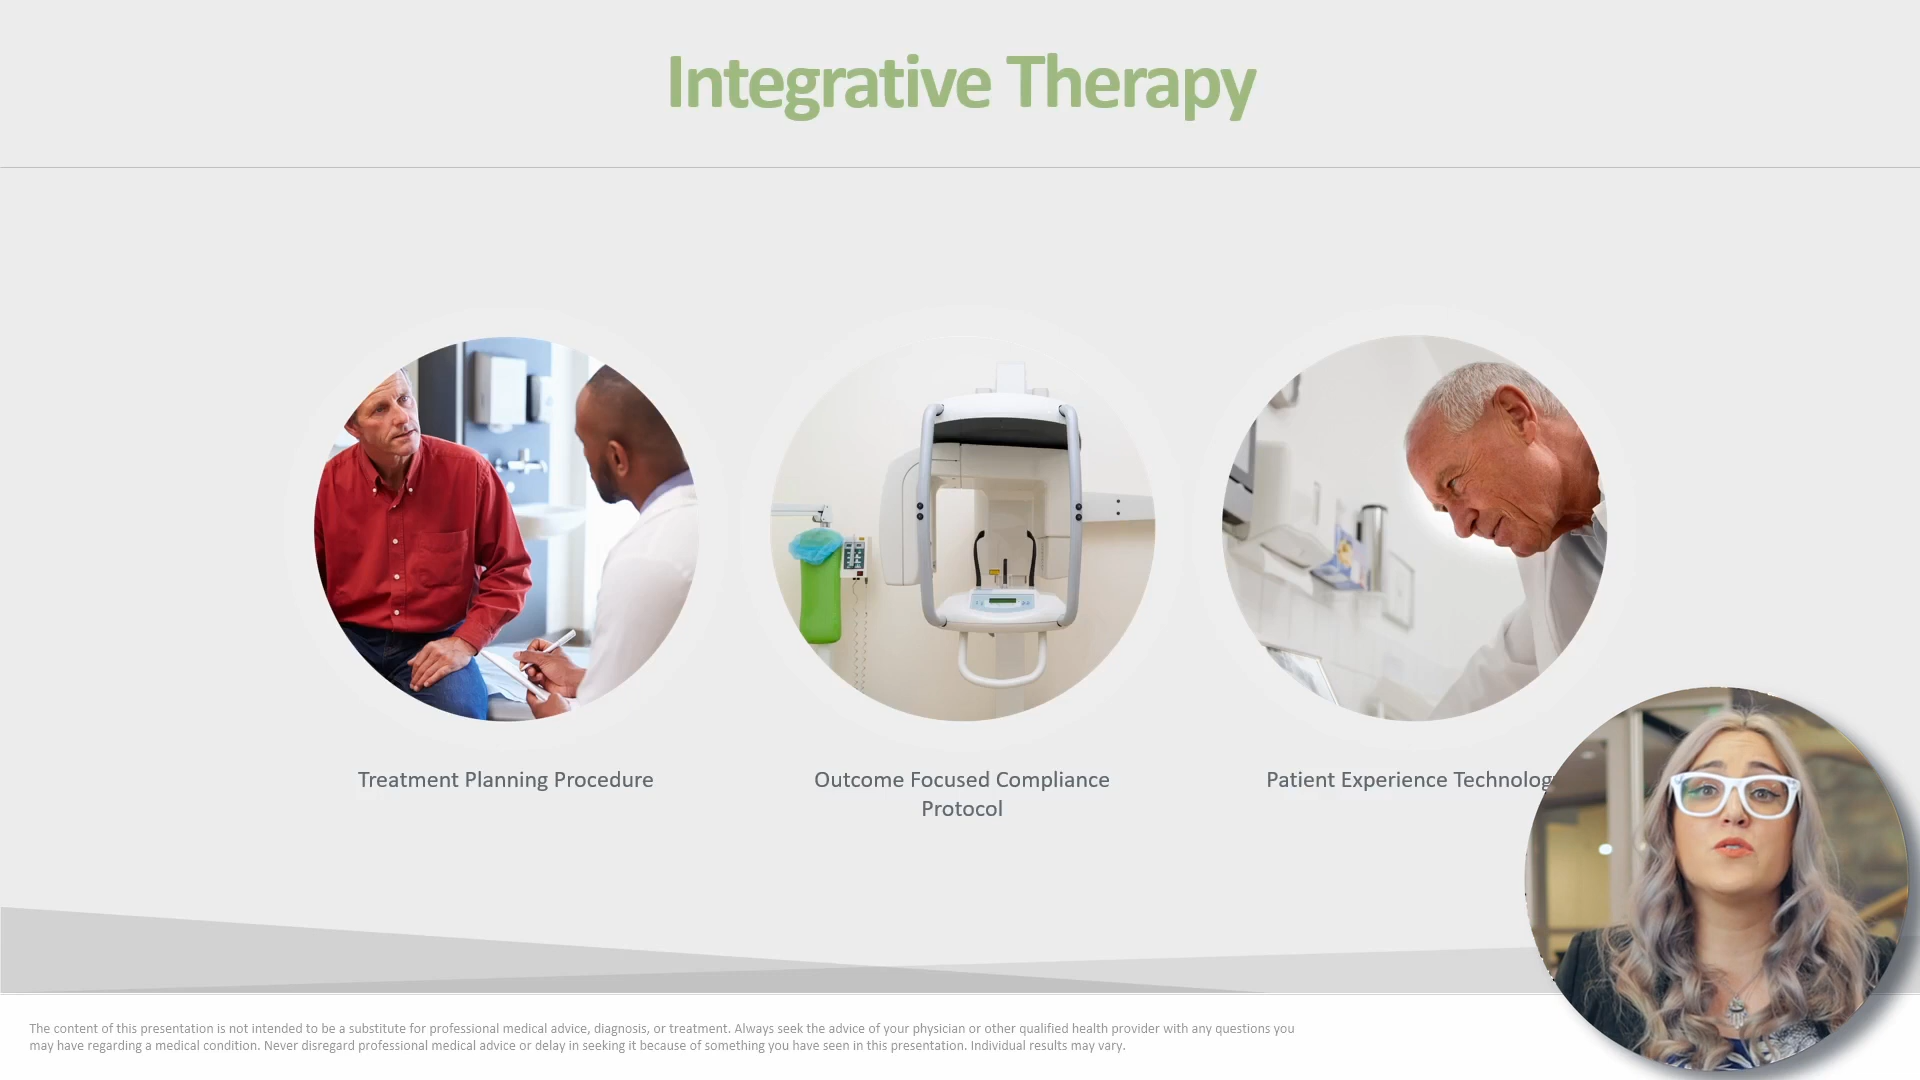 Integrative Therapy
Treatment Planning Procedure
Outcome Focused Compliance
Protocol
Patient Experience
The content of this presentation is not intended to be a substitute for professional medical advice, diagnosis, or treatment. Always seek the advice of your physician or other qualified health provider with any questions you
may have regarding a medical condition. Never disregard professional medical advice or delay in seeking it because of something you have seen in this presentation. Individual results may vary.